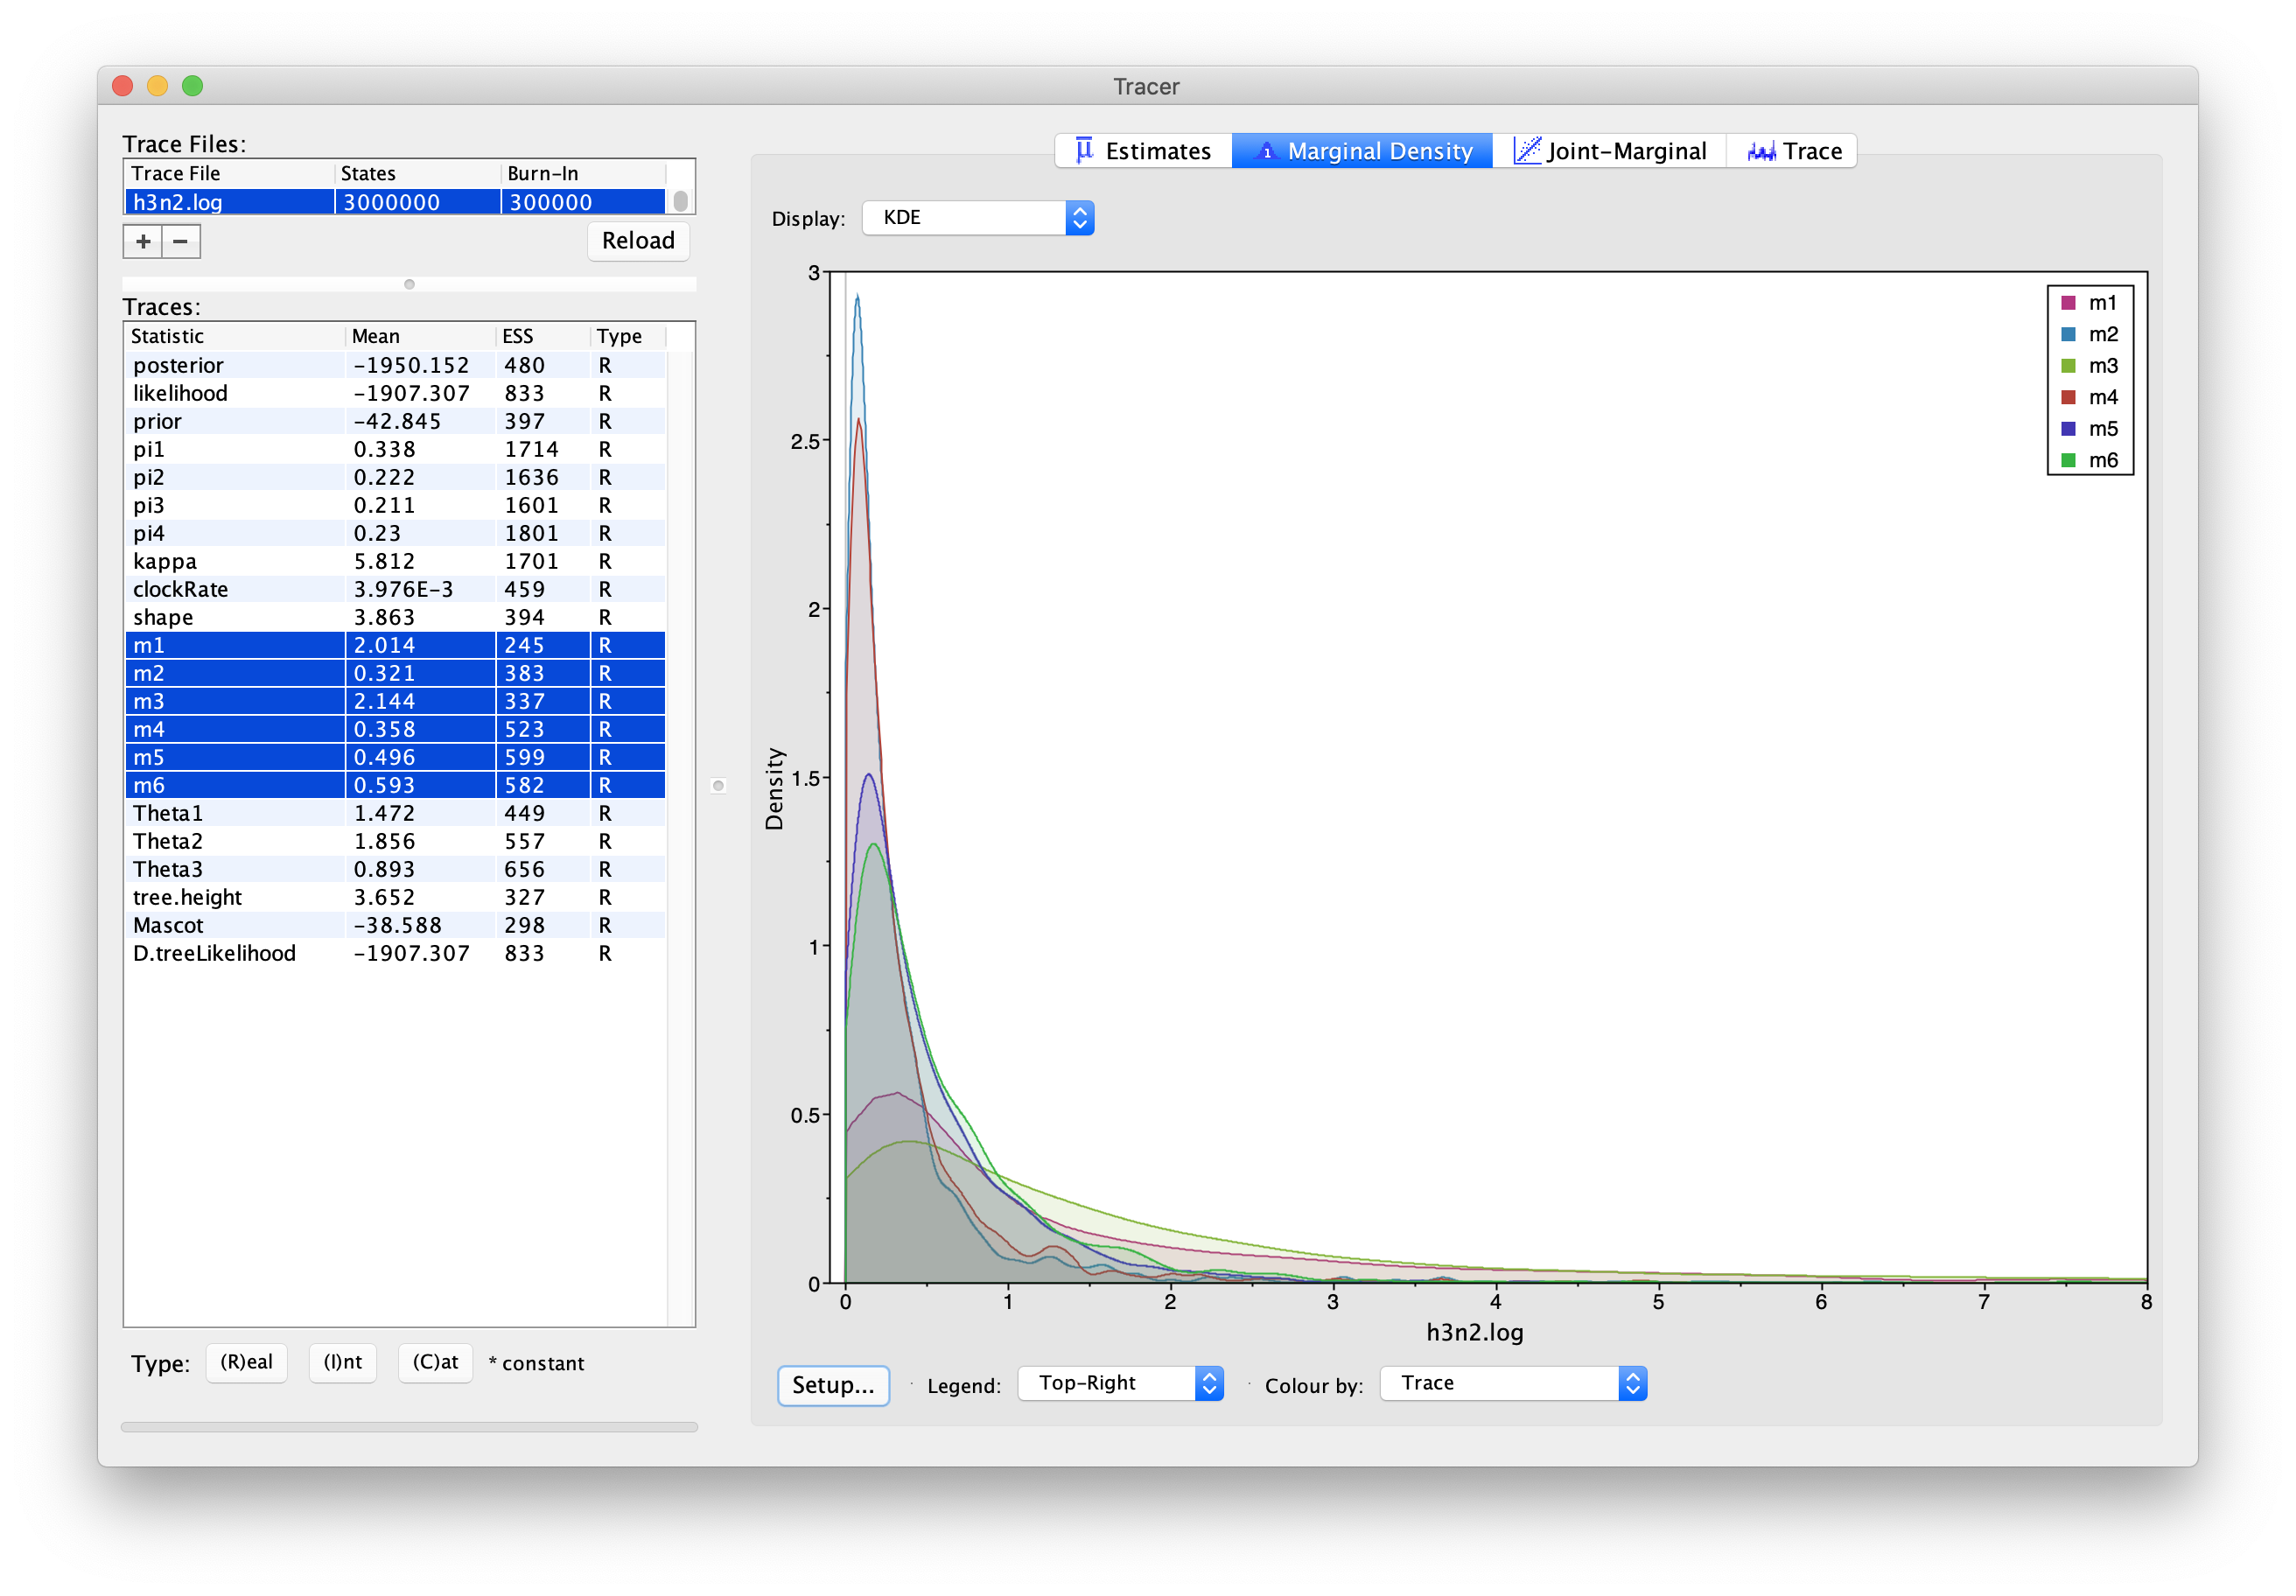 Tracer
Trace Files:
Trace File States Burn-In
h3n2.log 3000000 300000
+ − Reload
Traces:
Statistic Mean ESS Type
posterior −1950.152 480 R
likelihood −1907.307 833 R
prior −42.845 397 R
pi1 0.338 1714 R
pi2 0.222 1636 R
pi3 0.211 1601 R
pi4 0.23 1801 R
kappa 5.812 1701 R
clockRate 3.976E−3 459 R
shape 3.863 394 R
m1 2.014 245 R
m2 0.321 383 R
m3 2.144 337 R
m4 0.358 523 R
m5 0.496 599 R
m6 0.593 582 R
Theta1 1.472 449 R
Theta2 1.856 557 R
Theta3 0.893 656 R
tree.height 3.652 327 R
Mascot −38.588 298 R
D.treeLikelihood −1907.307 833 R
Type: (R)eal (I)nt (C)at * constant
Estimates Marginal Density Joint-Marginal Trace
Display: KDE
3
2.5
2
1.5
1
0.5
0
Density
m1
m2
m3
m4
m5
m6
0 1 2 3 4 5 6 7 8
h3n2.log
Setup... Legend: Top-Right Colour by: Trace